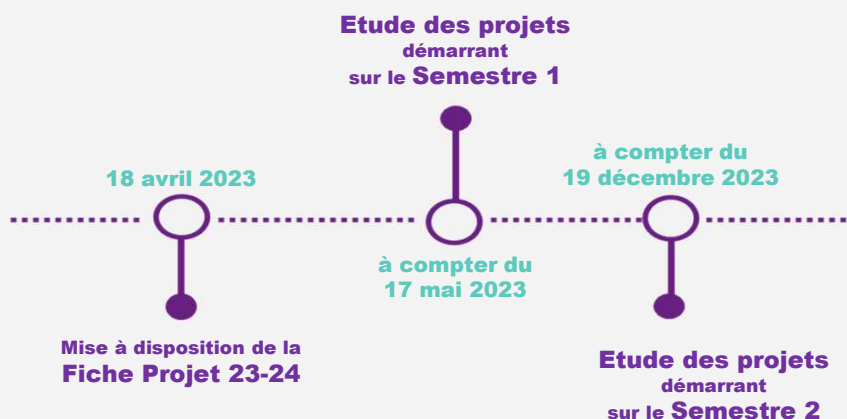 Etude des projets
démarrant
sur le Semestre 1
18 avril 2023
à compter du
19 décembre 2023
à compter du
17 mai 2023
Mise à disposition de la
Fiche Projet 23-24
Etude des projets
démarrant
sur le Semestre 2